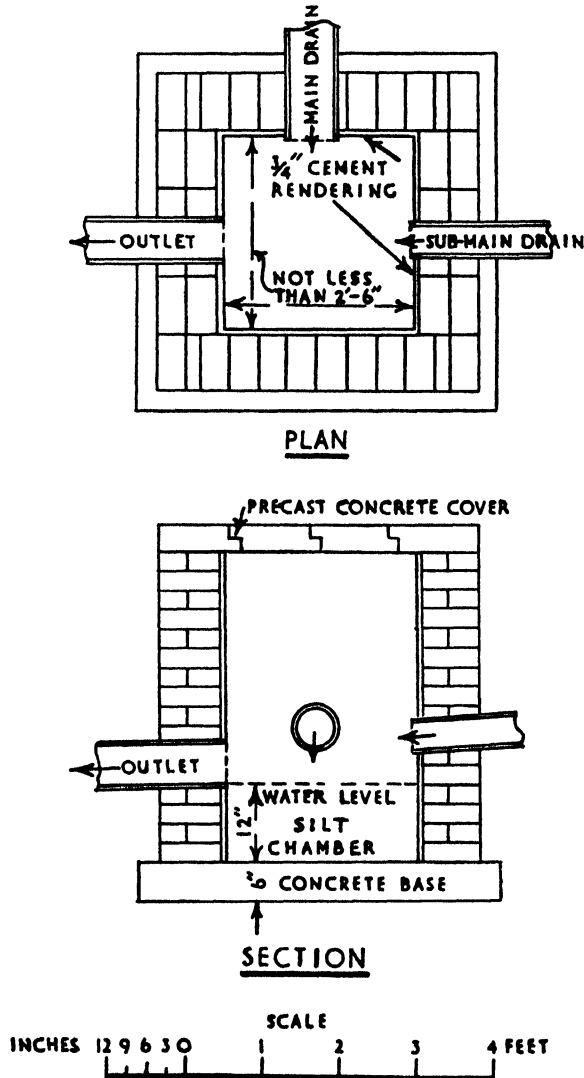 MAIN DRAIN
3/4" CEMENT
RENDERING
OUTLET
SUB-MAIN DRAIN
NOT LESS
THAN 2'-6"
PLAN
PRECAST CONCRETE COVER
OUTLET
WATER LEVEL
12"
SILT
CHAMBER
6" CONCRETE BASE
SECTION
SCALE
INCHES 12 9 6 3 0 1 2 3 4 FEET